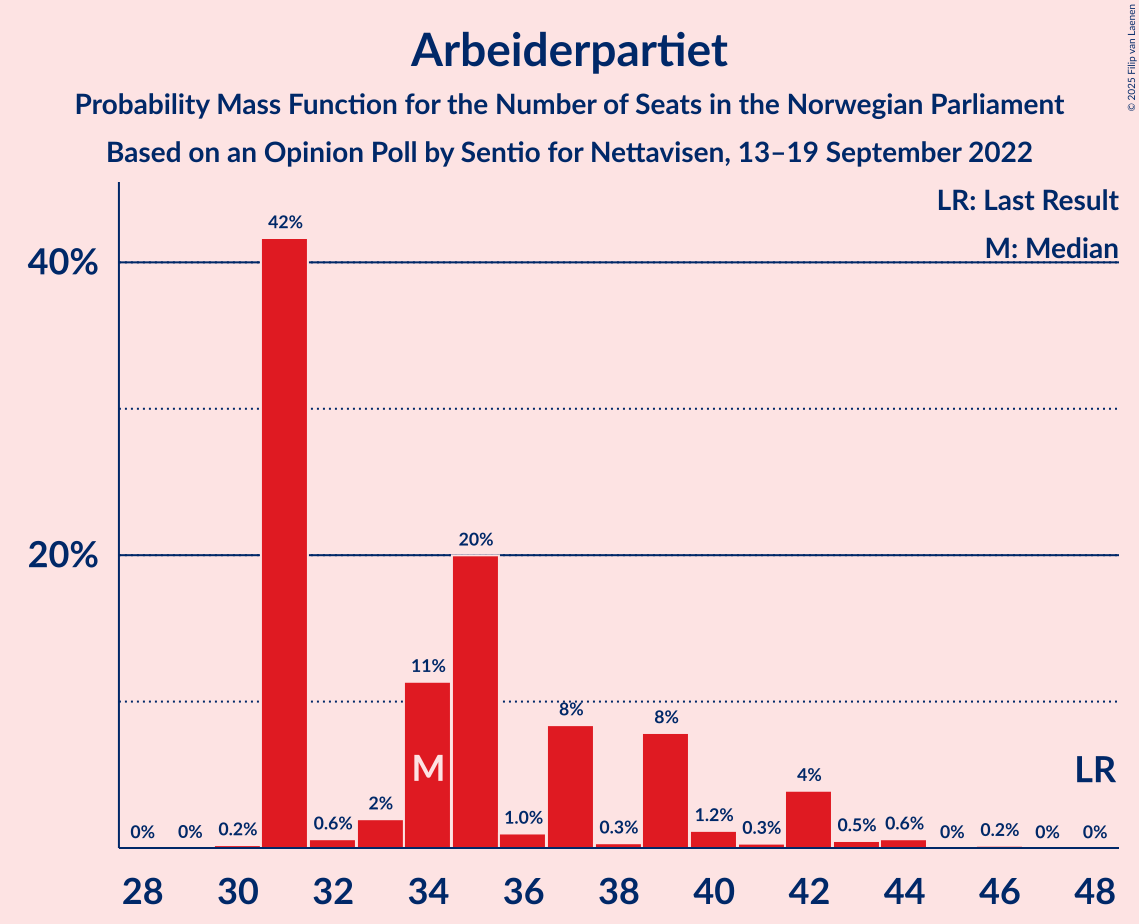 Arbeiderpartiet
Probability Mass Function for the Number of Seats in the Norwegian Parliament
Based on an Opinion Poll by Sentio for Nettavisen, 13–19 September 2022
© 2025 Filip van Laenen
LR: Last Result
M: Median
40%
20%
0% 0% 0.2% 42% 0.6% 2% 11% 20% 1.0% 8% 0.3% 8% 1.2% 0.3% 4% 0.5% 0.6% 0% 0.2% 0% 0%
M
LR
28 30 32 34 36 38 40 42 44 46 48